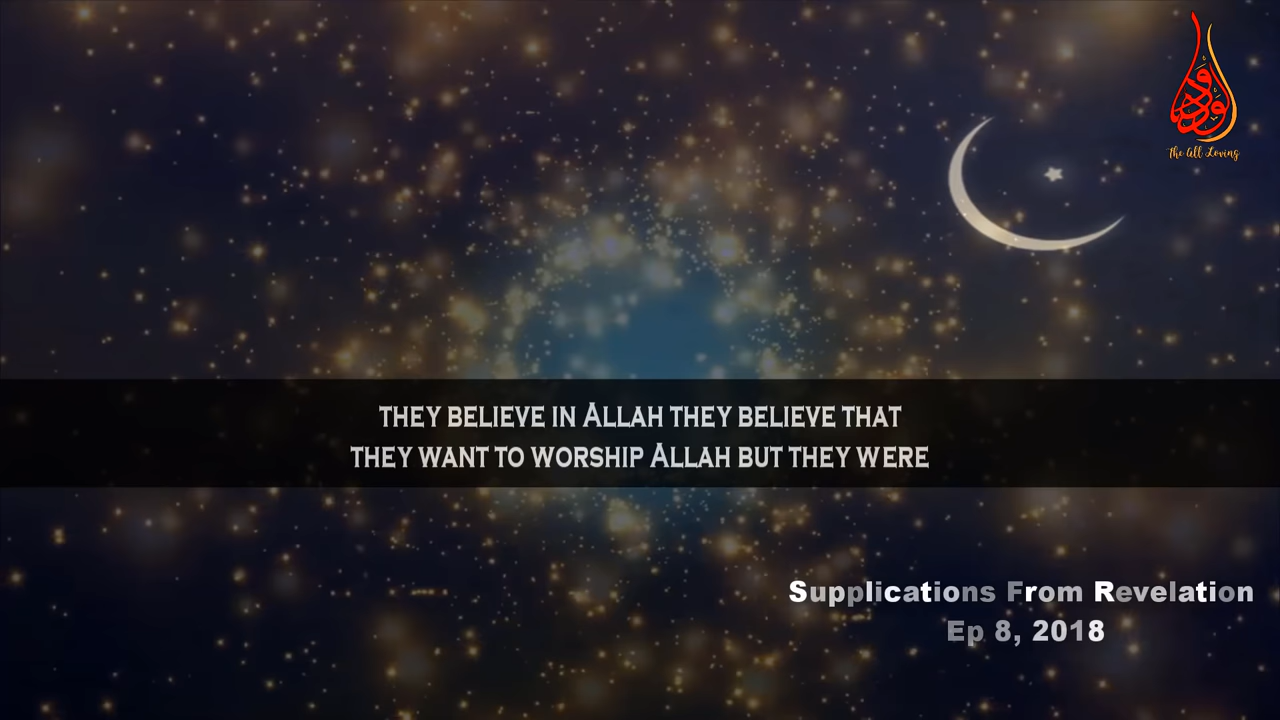 الودود
The All Loving
THEY BELIEVE IN ALLAH THEY BELIEVE THAT
THEY WANT TO WORSHIP ALLAH BUT THEY WERE
Supplications From Revelation
Ep 8, 2018